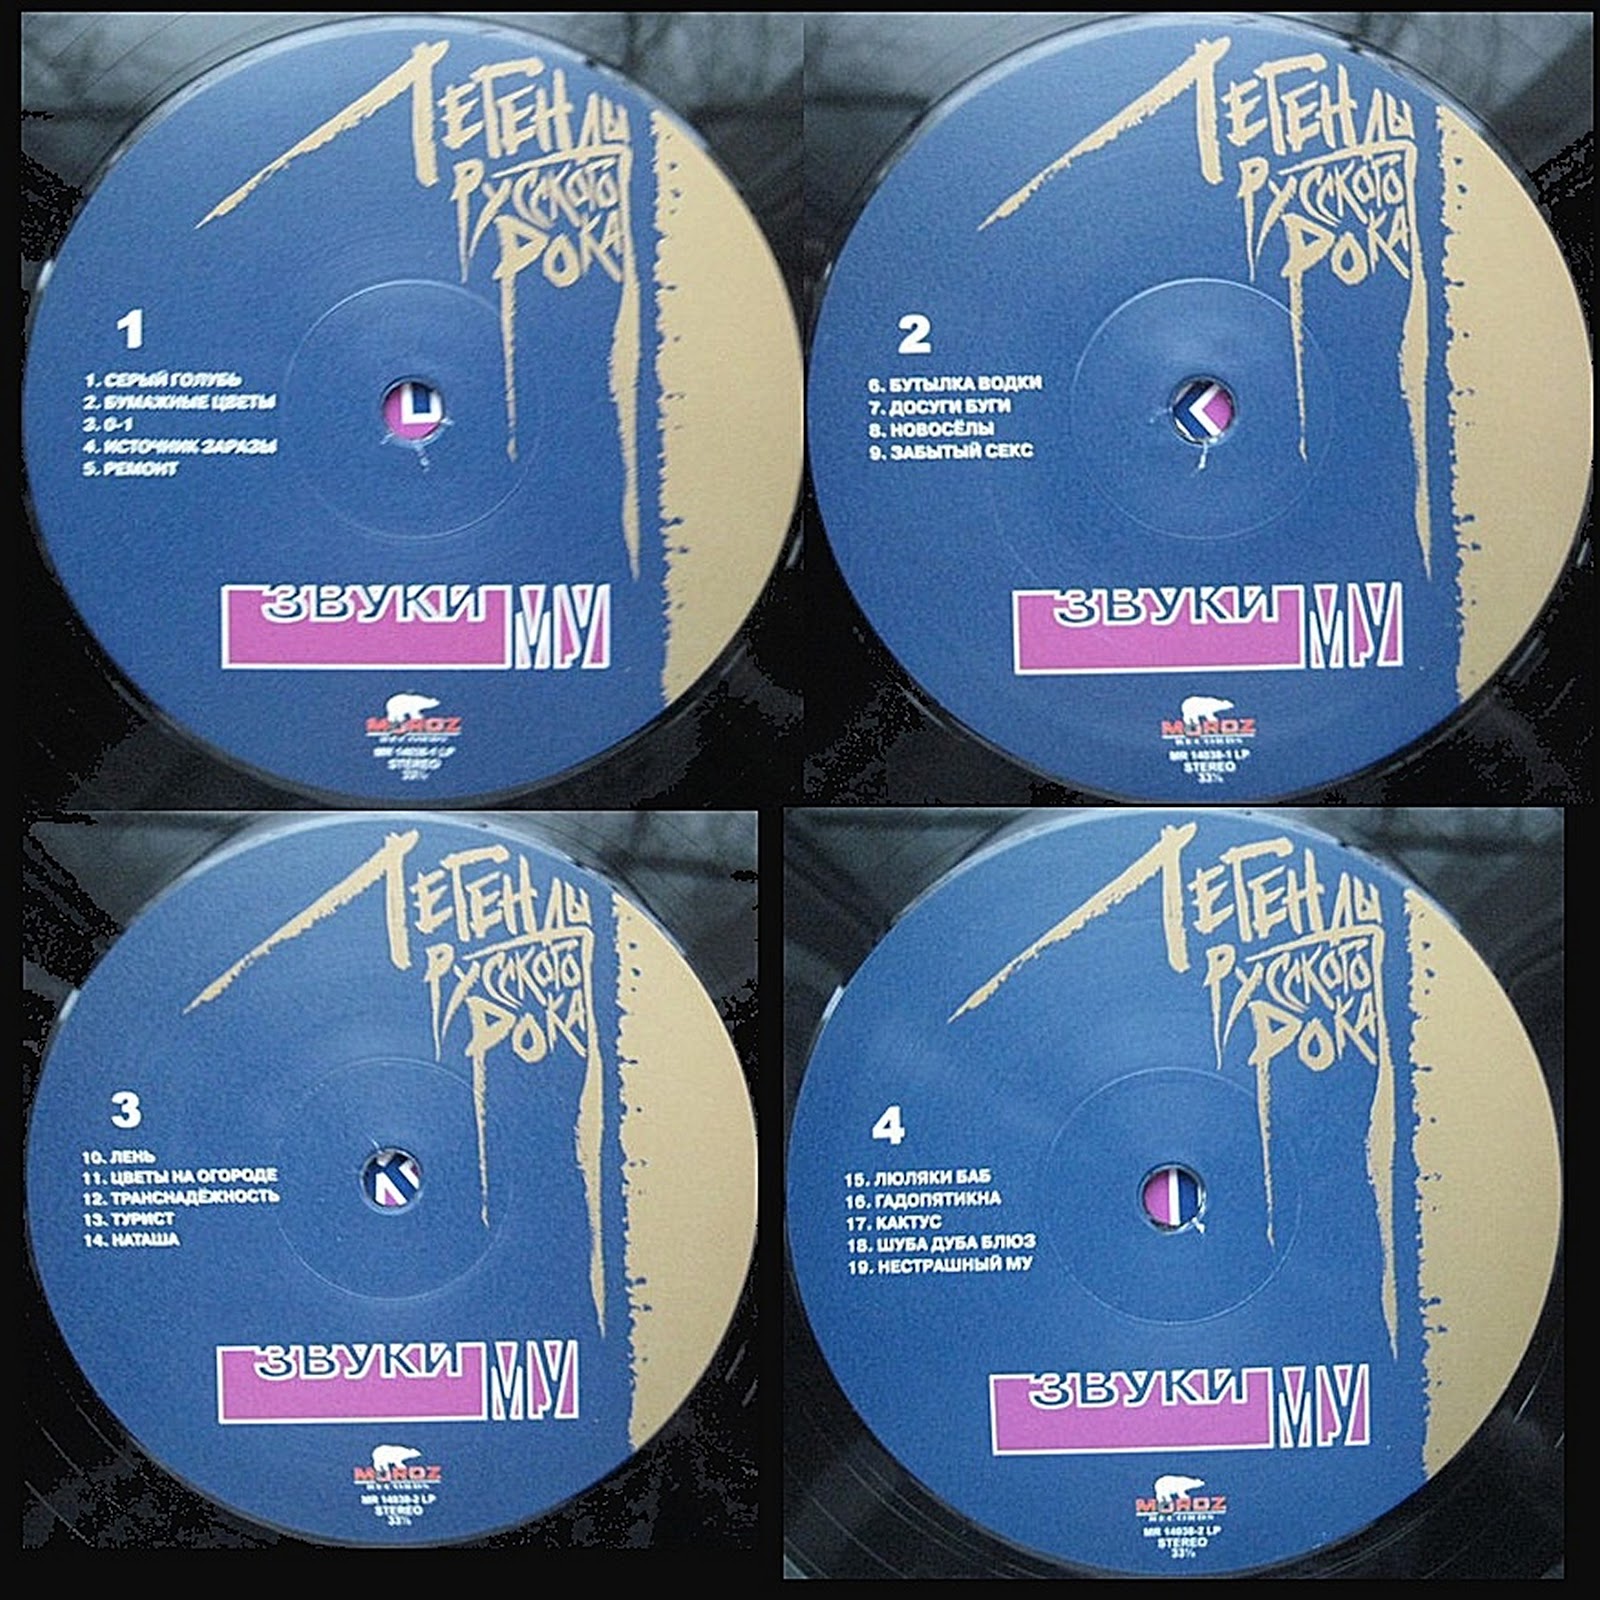 ЛЕГЕНДЫ
РУССКОГО
РОКА
1
1. СЕРЫЙ ГОЛУБЬ
2. БУМАЖНЫЕ ЦВЕТЫ
3. 0-1
4. ИСТОЧНИК ЗАРАЗЫ
5. РЕМОНТ
ЗВУКИ МУ
MOROZ
RECORDS
MR 14038-1 LP
STEREO
33⅓
ЛЕГЕНДЫ
РУССКОГО
РОКА
2
6. БУТЫЛКА ВОДКИ
7. ДОСУГИ БУГИ
8. НОВОСЁЛЫ
9. ЗАБЫТЫЙ СЕКС
ЗВУКИ МУ
MOROZ
RECORDS
MR 14038-1 LP
STEREO
33⅓
ЛЕГЕНДЫ
РУССКОГО
РОКА
3
10. ЛЕНЬ
11. ЦВЕТЫ НА ОГОРОДЕ
12. ТРАНСНАДЁЖНОСТЬ
13. ТУРИСТ
14. НАТАША
ЗВУКИ МУ
MOROZ
RECORDS
MR 14038-2 LP
STEREO
33⅓
ЛЕГЕНДЫ
РУССКОГО
РОКА
4
15. ЛЮЛЯКИ БАБ
16. ГАДОПЯТИКНА
17. КАКТУС
18. ШУБА ДУБА БЛЮЗ
19. НЕСТРАШНЫЙ МУ
ЗВУКИ МУ
MOROZ
RECORDS
MR 14038-2 LP
STEREO
33⅓